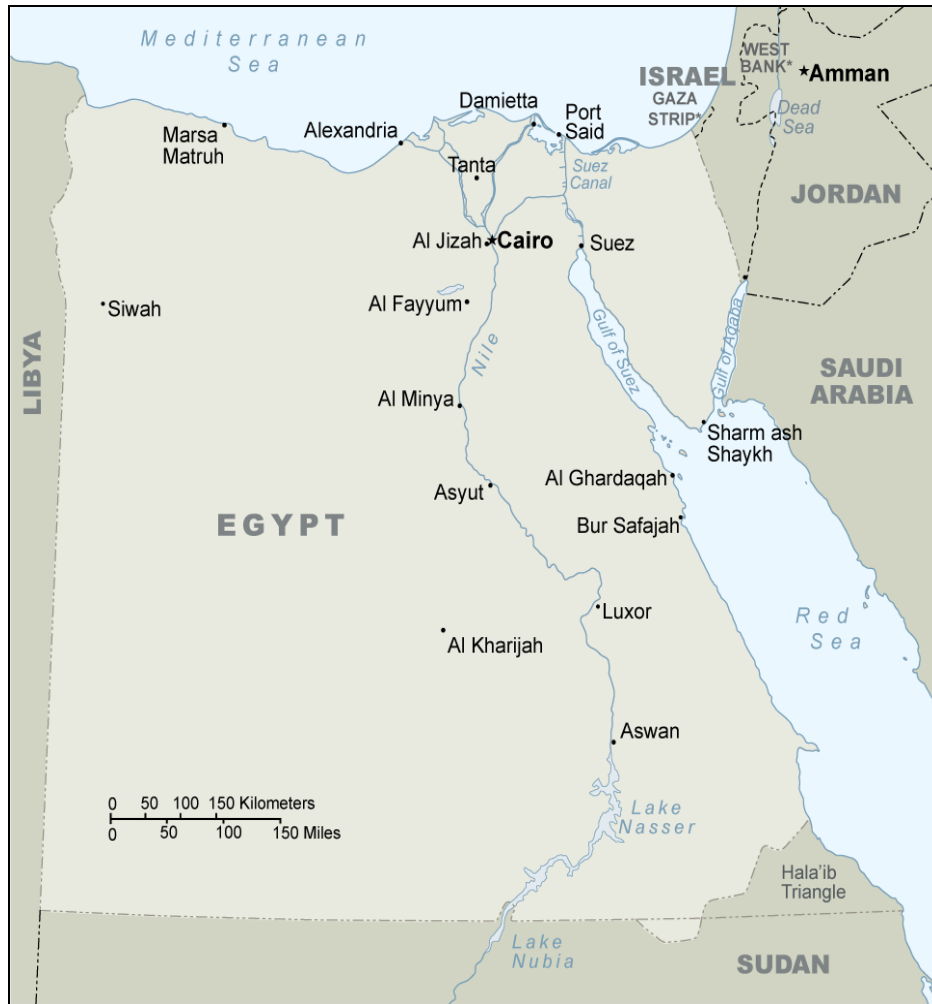 Mediterranean
Sea
WEST
BANK*
Amman
ISRAEL
GAZA
STRIP*
Dead
Sea
Damietta
Port
Said
Alexandria
Marsa
Matruh
Tanta
Suez
Canal
JORDAN
Al Jizah
Cairo
Suez
Siwah
Al Fayyum
Nile
Gulf of Suez
Gulf of Aqaba
LIBYA
SAUDI
ARABIA
Al Minya
Sharm ash
Shaykh
Asyut
Al Ghardaqah
EGYPT
Bur Safajah
Luxor
Red
Sea
Al Kharijah
Aswan
0 50 100 150 Kilometers
0 50 100 150 Miles
Lake
Nasser
Hala'ib
Triangle
Lake
Nubia
SUDAN